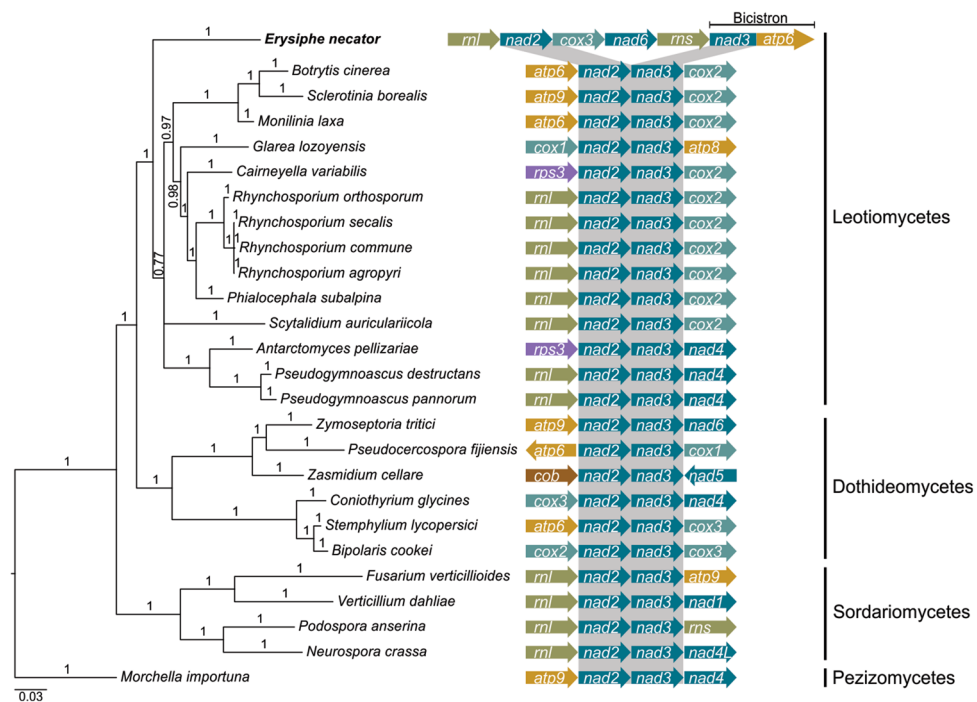 Bicistron
1 Erysiphe necator rnl nad2 cox3 nad6 rns nad3 atp6
1 1 Botrytis cinerea atp6 nad2 nad3 cox2
1 1 Sclerotinia borealis atp9 nad2 nad3 cox2
0.97 1 Monilinia laxa atp6 nad2 nad3 cox2
1 Glarea lozoyensis cox1 nad2 nad3 atp8
0.98 1 Cairneyella variabilis rps3 nad2 nad3 cox2
1 1 1 Rhynchosporium orthosporum rnl nad2 nad3 cox2
1 Rhynchosporium secalis rnl nad2 nad3 cox2
Leotiomycetes
1 1 Rhynchosporium commune rnl nad2 nad3 cox2
0.77 1 Rhynchosporium agropyri rnl nad2 nad3 cox2
1 Phialocephala subalpina rnl nad2 nad3 cox2
1 1 Scytalidium auriculariicola rnl nad2 nad3 cox2
1 1 Antarctomyces pellizariae rps3 nad2 nad3 nad4
1 1 Pseudogymnoascus destructans rnl nad2 nad3 nad4
1 Pseudogymnoascus pannorum rnl nad2 nad3 nad4
1 Zymoseptoria tritici atp9 nad2 nad3 nad6
1 1 1 Pseudocercospora fijiensis atp6 nad2 nad3 cox1
1 1 1 Zasmidium cellare cob nad2 nad3 nad5
Dothideomycetes
1 Coniothyrium glycines cox3 nad2 nad3 nad4
1 1 1 Stemphylium lycopersici atp6 nad2 nad3 cox3
1 Bipolaris cookei cox2 nad2 nad3 cox3
1 1 Fusarium verticillioides rnl nad2 nad3 atp9
1 1 Verticillium dahliae rnl nad2 nad3 nad1
Sordariomycetes
1 1 Podospora anserina rnl nad2 nad3 rns
1 Neurospora crassa rnl nad2 nad3 nad4L
1 Morchella importuna atp9 nad2 nad3 nad4
Pezizomycetes
0.03